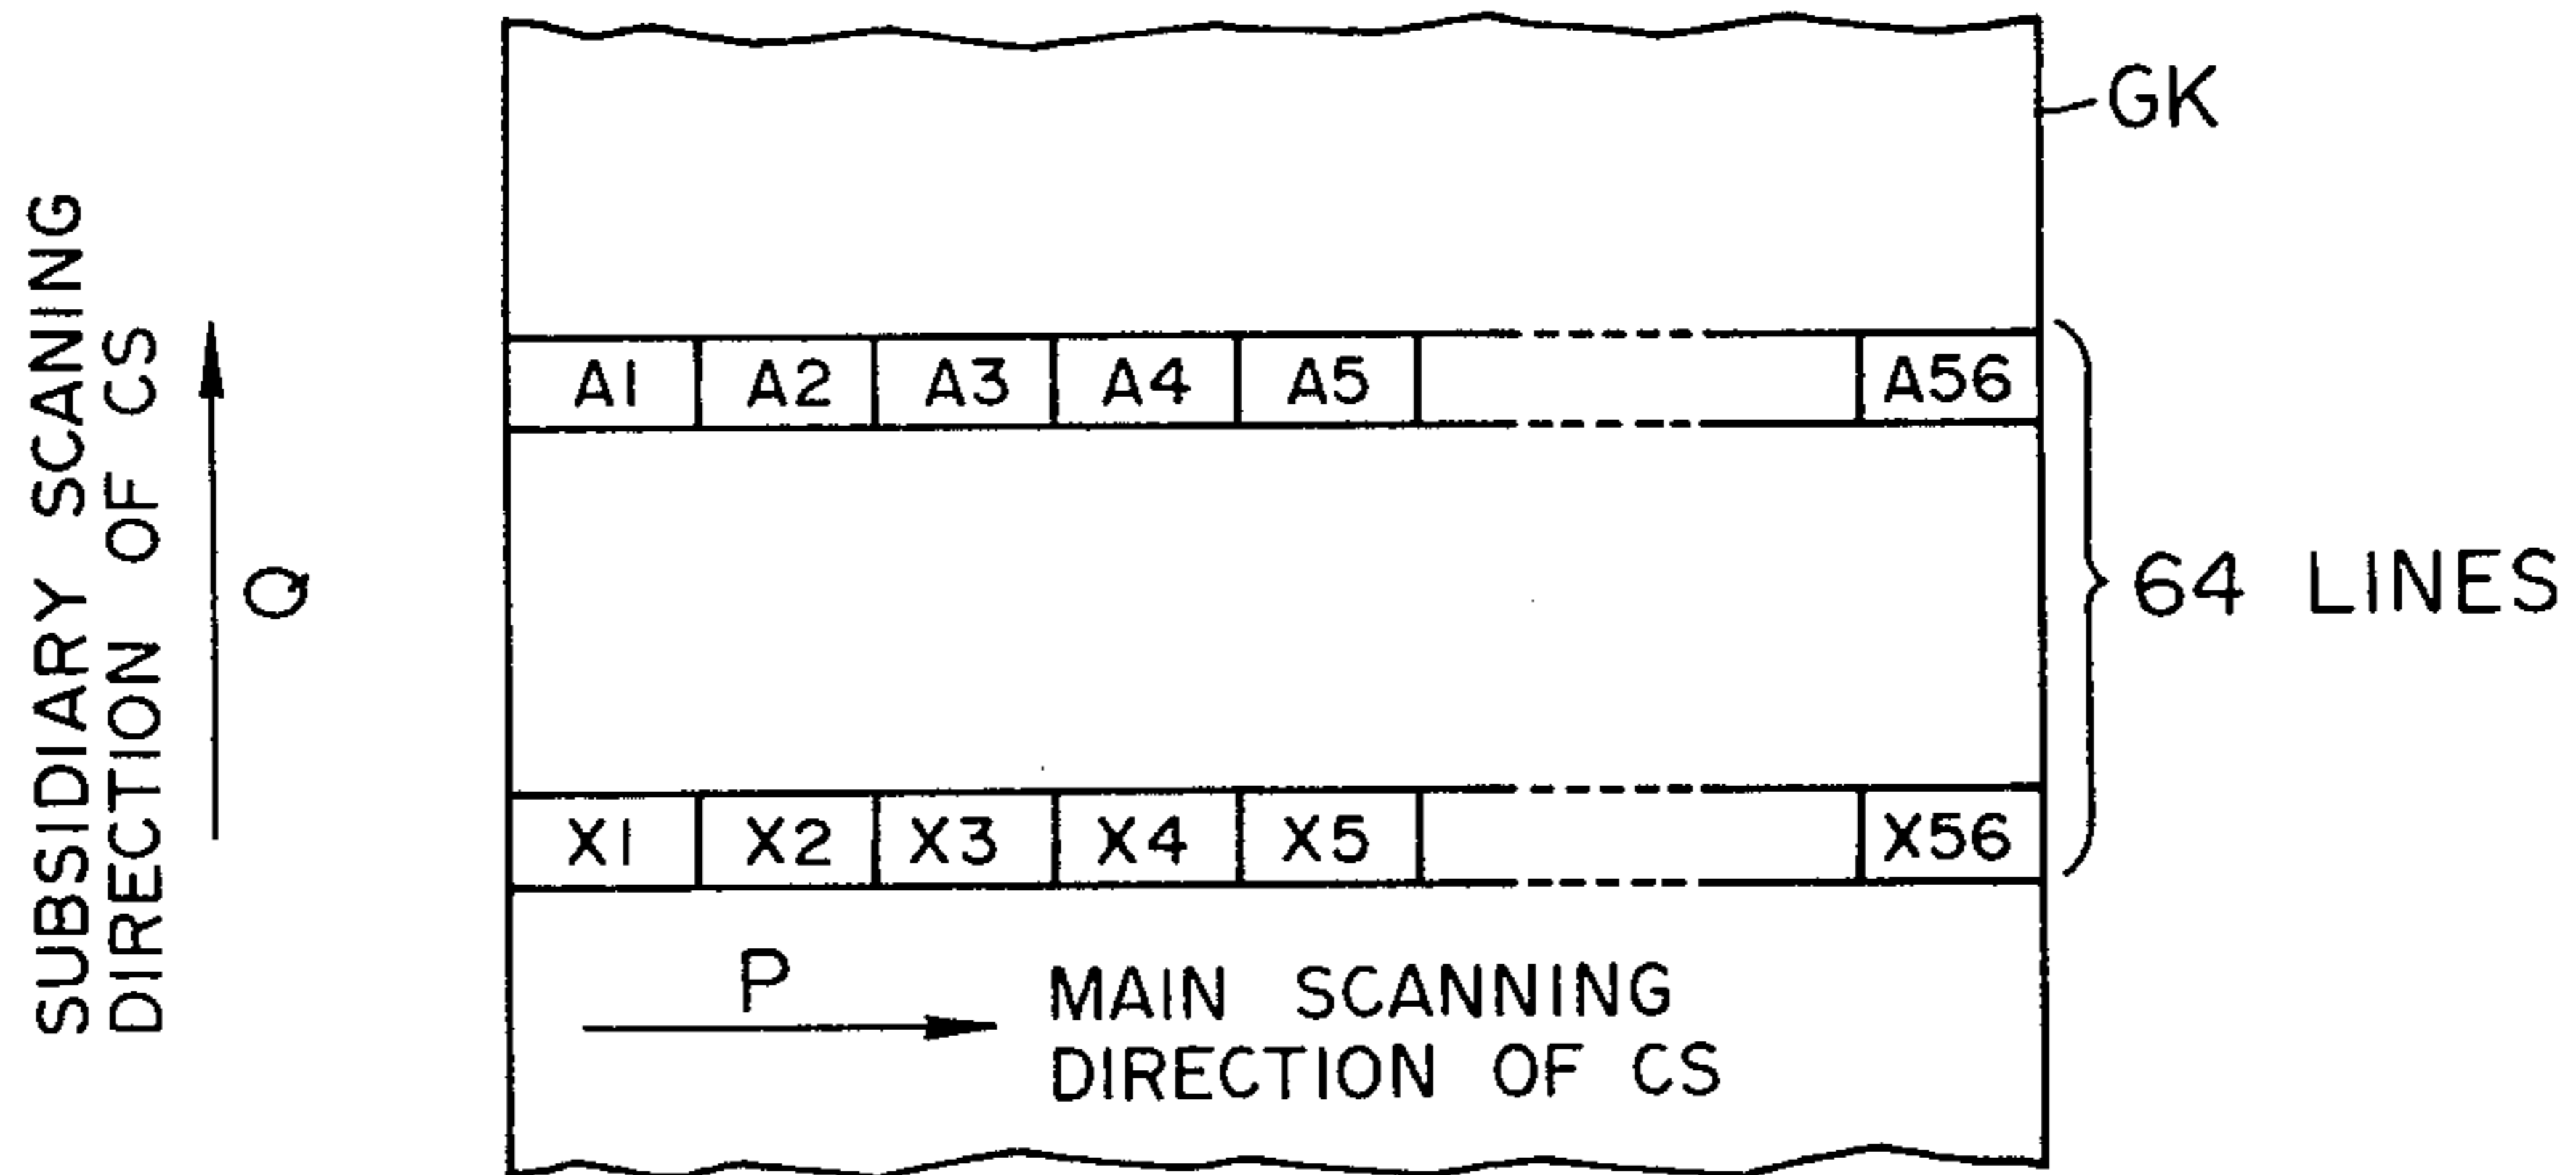 GK
SUBSIDIARY SCANING
DIRECTION OF CS
Q
A1 A2 A3 A4 A5 A56
64 LINES
X1 X2 X3 X4 X5 X56
P
MAIN SCANNING
DIRECTION OF CS